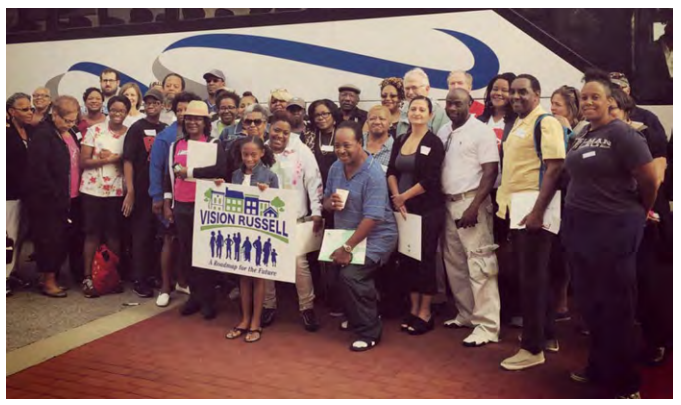 VISION RUSSELL
A Roadmap for the Future